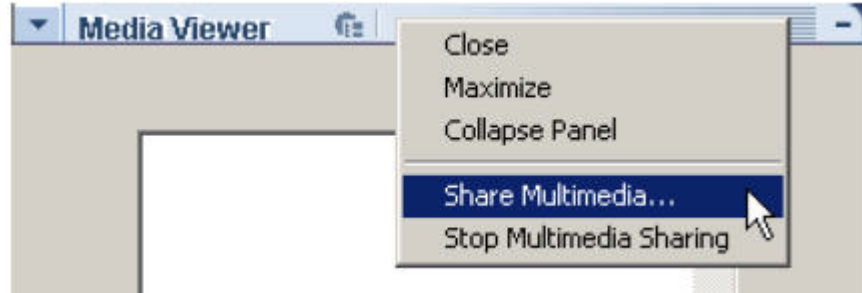 Media Viewer
Close
Maximize
Collapse Panel
Share Multimedia...
Stop Multimedia Sharing